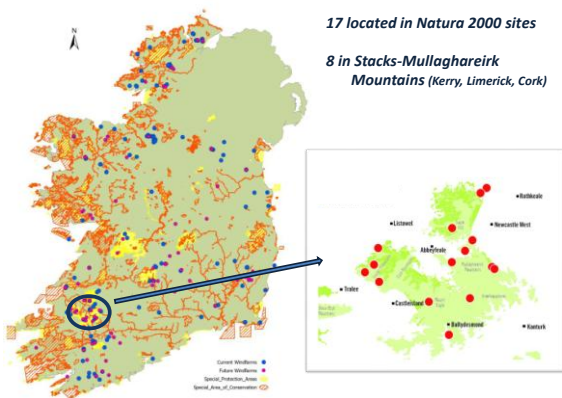 17 located in Natura 2000 sites
8 in Stacks-Mullaghareirk
Mountains (Kerry, Limerick, Cork)
N
Rathkeale
Listowel
Newcastle West
Abbeyfeale
Tralee
Castleisland
Ballydesmond
Kanturk
Current Windfarms
Future Windfarms
Special_Protection_Areas
Special_Area_of_Conservation